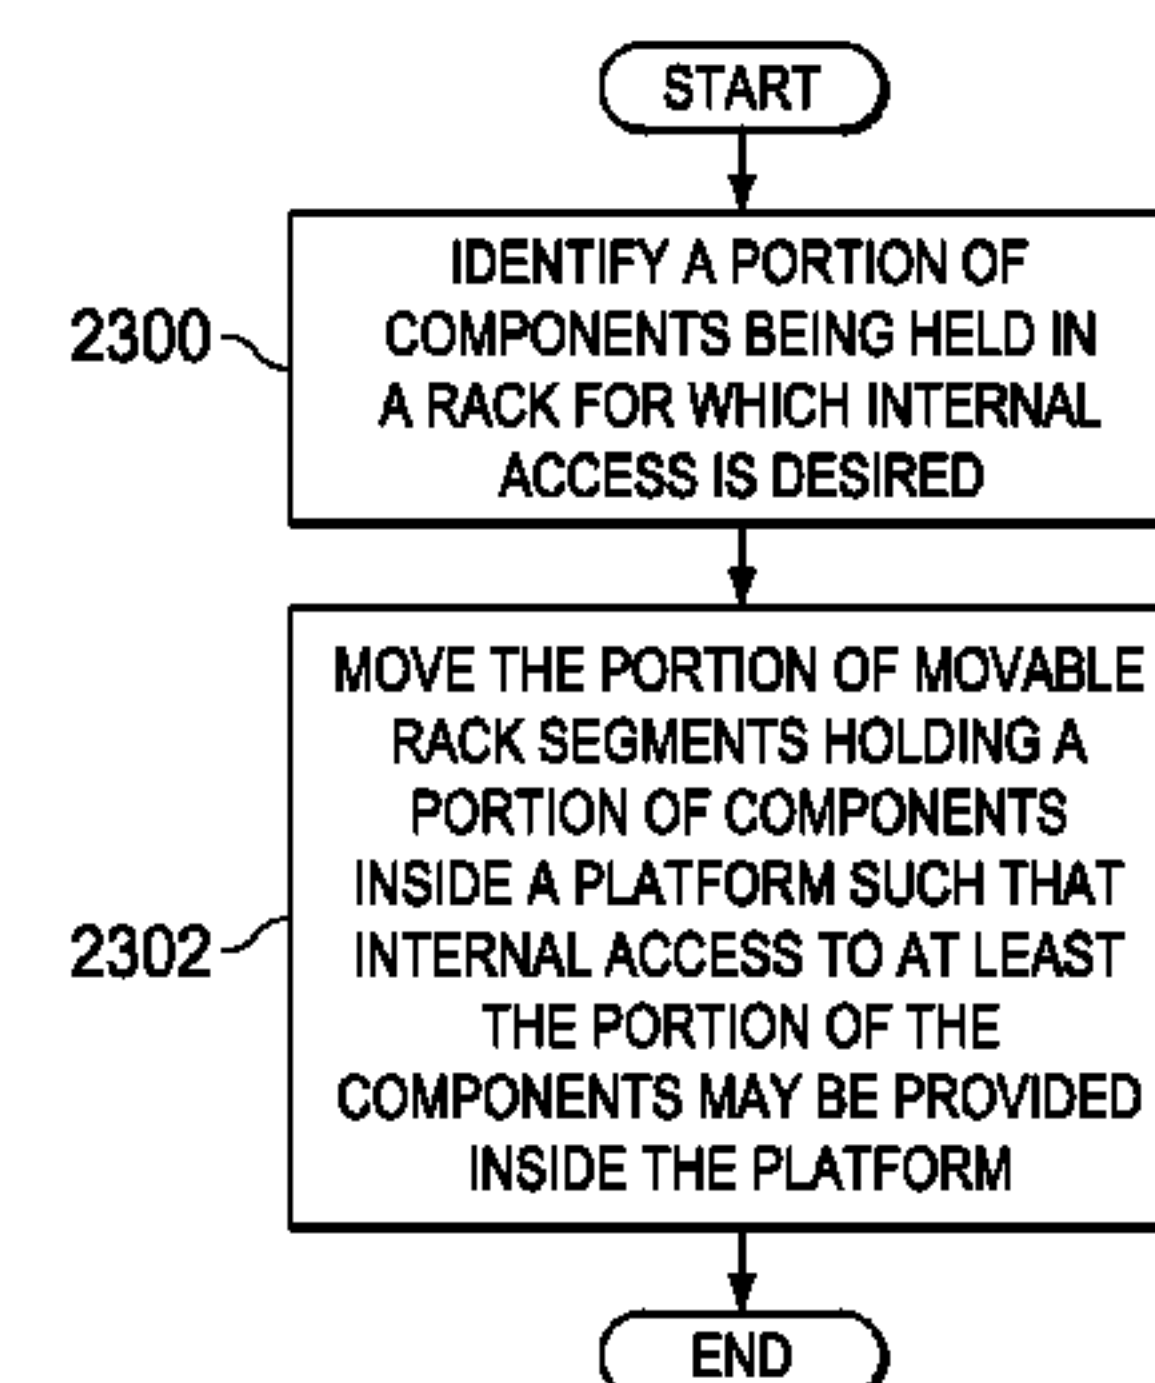 START
2300
IDENTIFY A PORTION OF
COMPONENTS BEING HELD IN
A RACK FOR WHICH INTERNAL
ACCESS IS DESIRED
2302
MOVE THE PORTION OF MOVABLE
RACK SEGMENTS HOLDING A
PORTION OF COMPONENTS
INSIDE A PLATFORM SUCH THAT
INTERNAL ACCESS TO AT LEAST
THE PORTION OF THE
COMPONENTS MAY BE PROVIDED
INSIDE THE PLATFORM
END